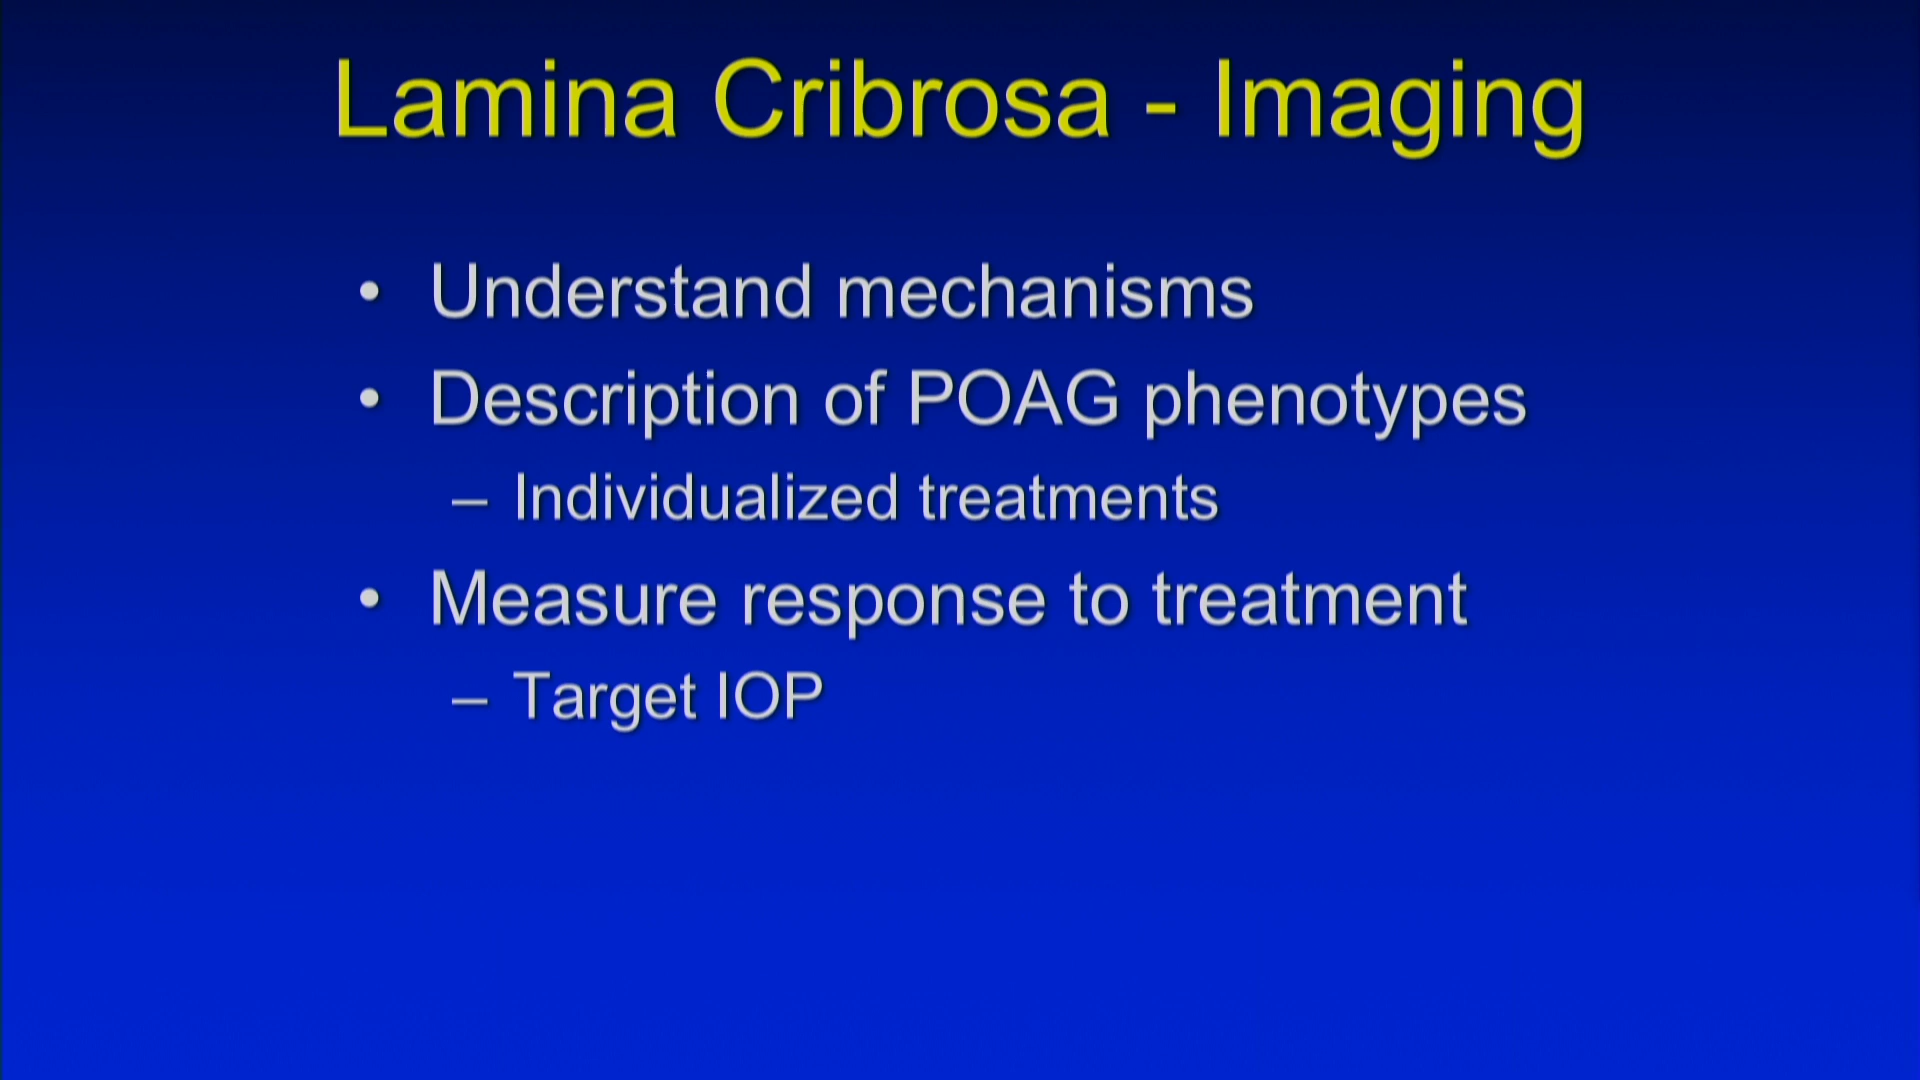 Lamina Cribrosa - Imaging
• Understand mechanisms
• Description of POAG phenotypes
– Individualized treatments
• Measure response to treatment
– Target IOP